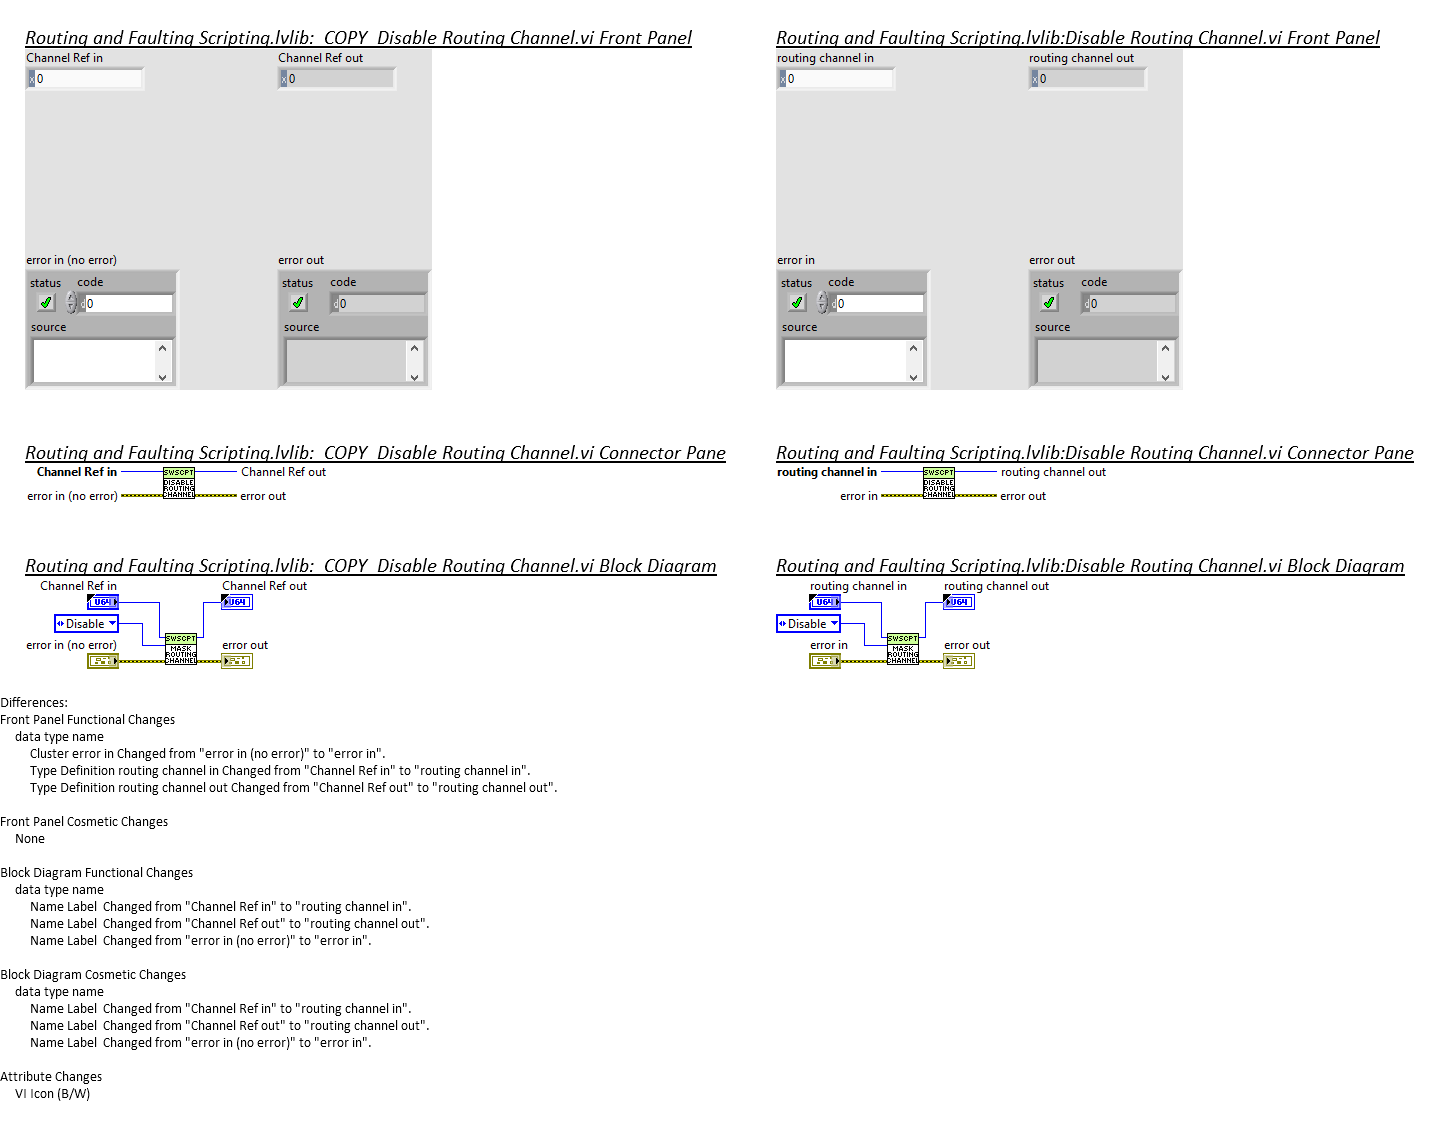 Routing and Faulting Scripting.lvlib:_COPY_Disable Routing Channel.vi Front Panel
Channel Ref in
Channel Ref out
x 0
x 0
error in (no error)
error out
status code
status code
d 0
d 0
source
source
Routing and Faulting Scripting.lvlib:Disable Routing Channel.vi Front Panel
routing channel in
routing channel out
x 0
x 0
error in
error out
status code
status code
d 0
d 0
source
source
Routing and Faulting Scripting.lvlib:_COPY_Disable Routing Channel.vi Connector Pane
Channel Ref in
Channel Ref out
error in (no error)
error out
SWSCPT
DISABLE
ROUTING
CHANNEL
Routing and Faulting Scripting.lvlib:Disable Routing Channel.vi Connector Pane
routing channel in
routing channel out
error in
error out
SWSCPT
DISABLE
ROUTING
CHANNEL
Routing and Faulting Scripting.lvlib:_COPY_Disable Routing Channel.vi Block Diagram
Channel Ref in
Channel Ref out
U64
U64
Disable
error in (no error)
error out
SWSCPT
MASK
ROUTING
CHANNEL
Routing and Faulting Scripting.lvlib:Disable Routing Channel.vi Block Diagram
routing channel in
routing channel out
U64
U64
Disable
error in
error out
SWSCPT
MASK
ROUTING
CHANNEL
Differences:
Front Panel Functional Changes
data type name
Cluster error in Changed from "error in (no error)" to "error in".
Type Definition routing channel in Changed from "Channel Ref in" to "routing channel in".
Type Definition routing channel out Changed from "Channel Ref out" to "routing channel out".
Front Panel Cosmetic Changes
None
Block Diagram Functional Changes
data type name
Name Label  Changed from "Channel Ref in" to "routing channel in".
Name Label  Changed from "Channel Ref out" to "routing channel out".
Name Label  Changed from "error in (no error)" to "error in".
Block Diagram Cosmetic Changes
data type name
Name Label  Changed from "Channel Ref in" to "routing channel in".
Name Label  Changed from "Channel Ref out" to "routing channel out".
Name Label  Changed from "error in (no error)" to "error in".
Attribute Changes
VI Icon (B/W)